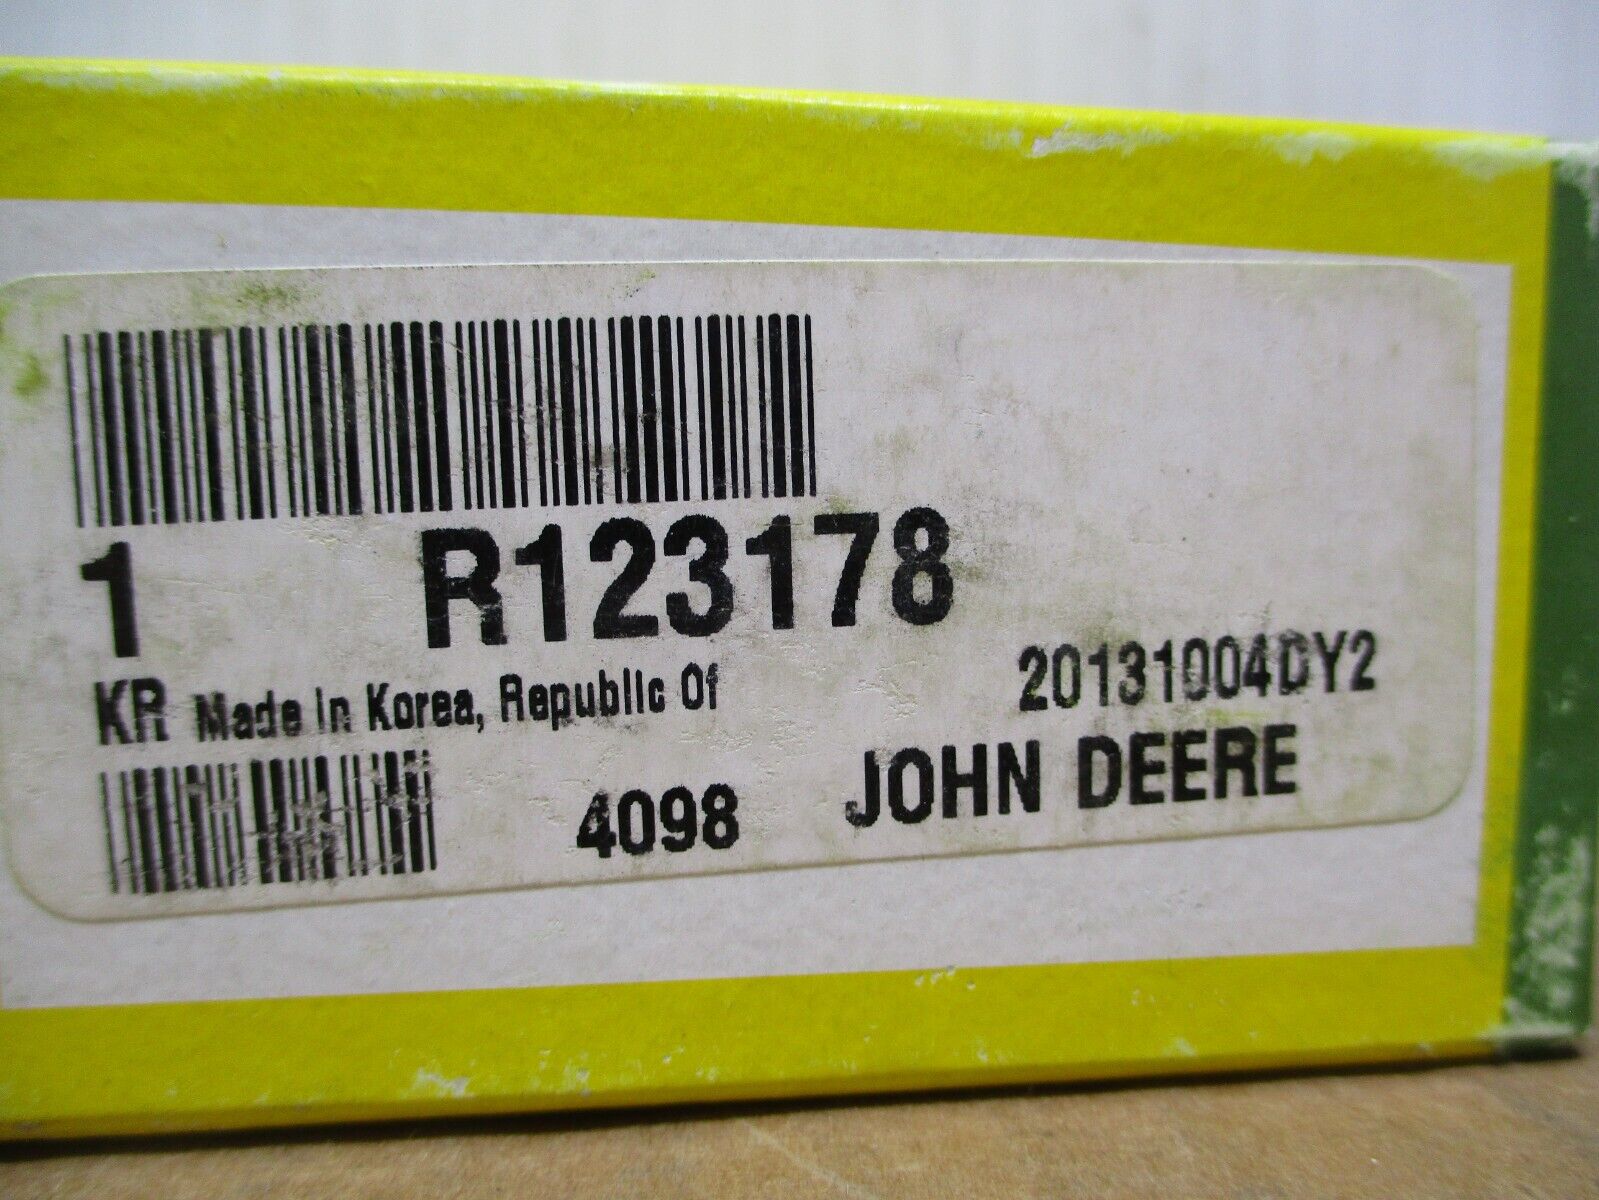 1 R123178
KR Made in Korea, Republic Of 20131004DY2
4098 JOHN DEERE